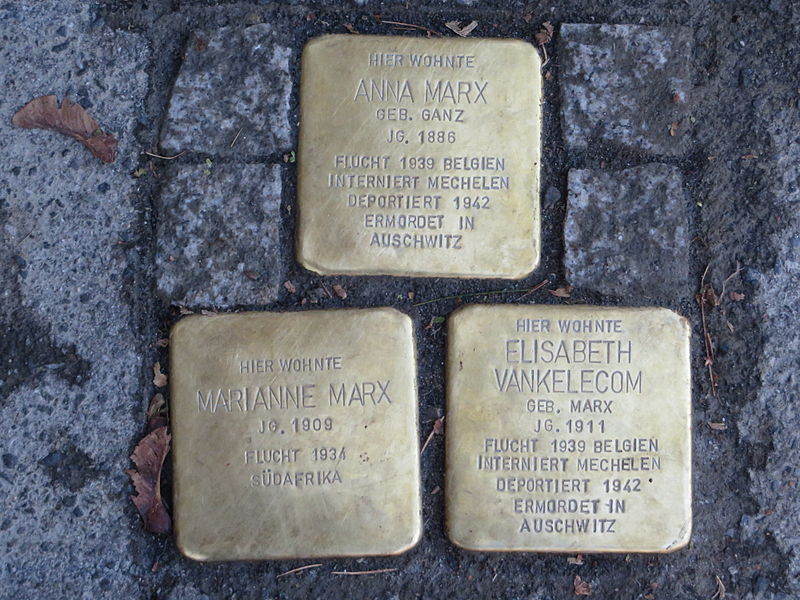 HIER WOHNTE
ANNA MARX
GEB. GANZ
JG. 1886
FLUCHT 1939 BELGIEN
INTERNIERT MECHELEN
DEPORTIERT 1942
ERMORDET IN
AUSCHWITZ
HIER WOHNTE
MARIANNE MARX
JG. 1909
FLUCHT 1934
SÜDAFRIKA
HIER WOHNTE
ELISABETH
VANKELECOM
GEB. MARX
JG. 1911
FLUCHT 1939 BELGIEN
INTERNIERT MECHELEN
DEPORTIERT 1942
ERMORDET IN
AUSCHWITZ